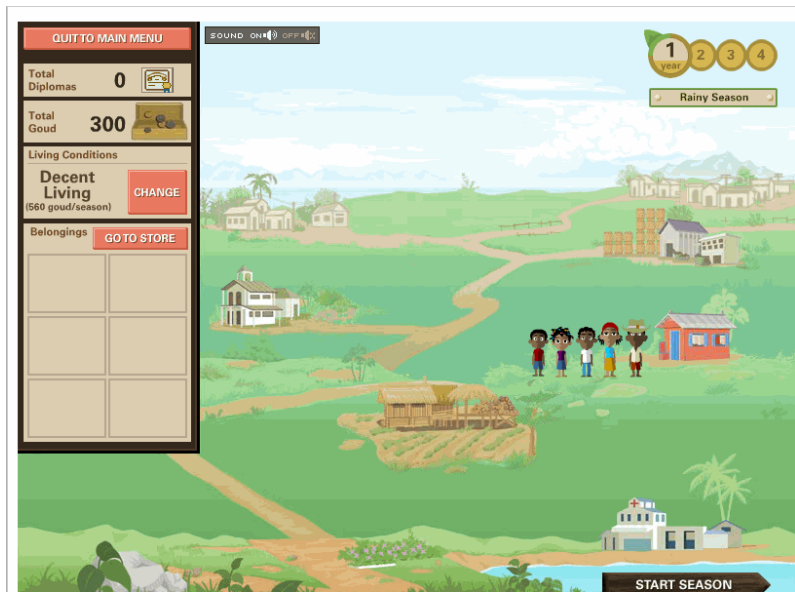 QUIT TO MAIN MENU
SOUND ON OFF
1
year
2 3 4
Rainy Season
Total
Diplomas
0
Total
Goud
300
Living Conditions
Decent
Living
(560 goud/season)
CHANGE
Belongings
GO TO STORE
START SEASON